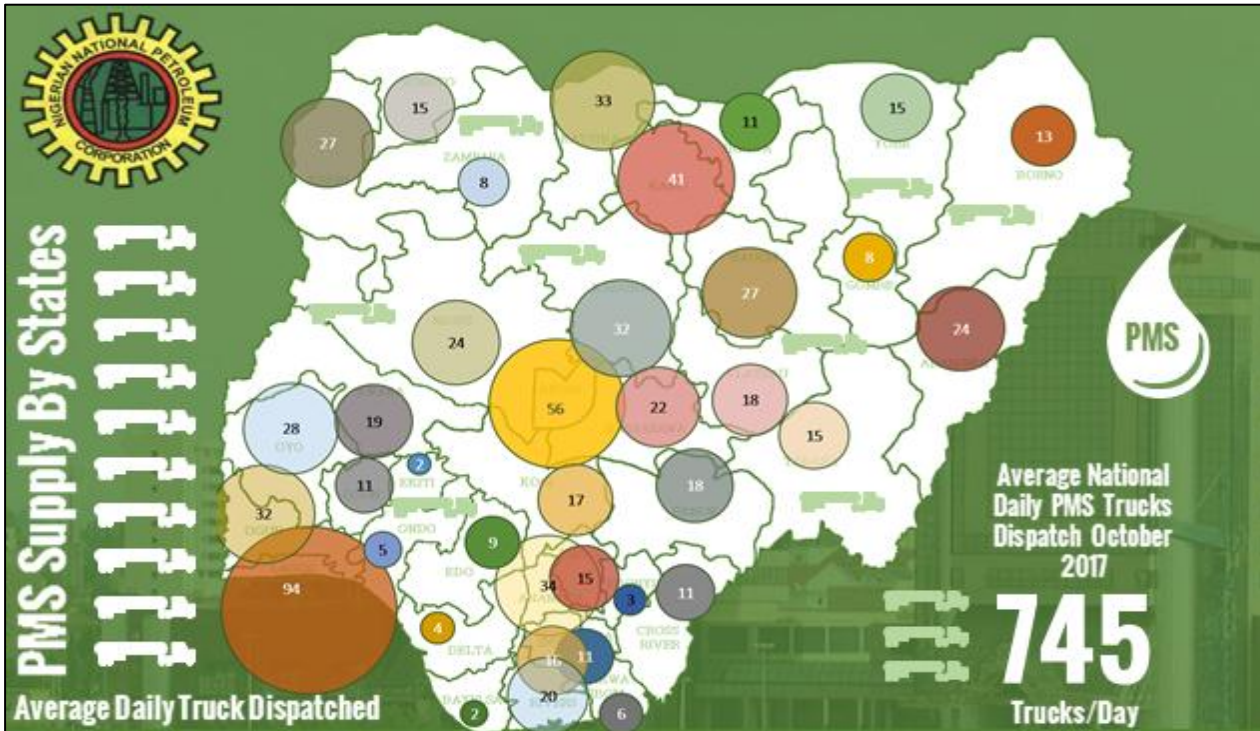 NIGERIAN NATIONAL PETROLEUM
CORPORATION
PMS Supply By States
Average Daily Truck Dispatched
27
15
ZAMFARA
8
33
41
11
15
YOBE
13
BORNO
8
GOMBE
27
24
32
24
56
22
18
15
28
OYO
19
2
EKITI
11
32
ONDO
5
94
17
18
9
EDO
34
15
3
11
CROSS
RIVER
4
DELTA
16
11
20
2
6
PMS
Average National
Daily PMS Trucks
Dispatch October
2017
745
Trucks/Day